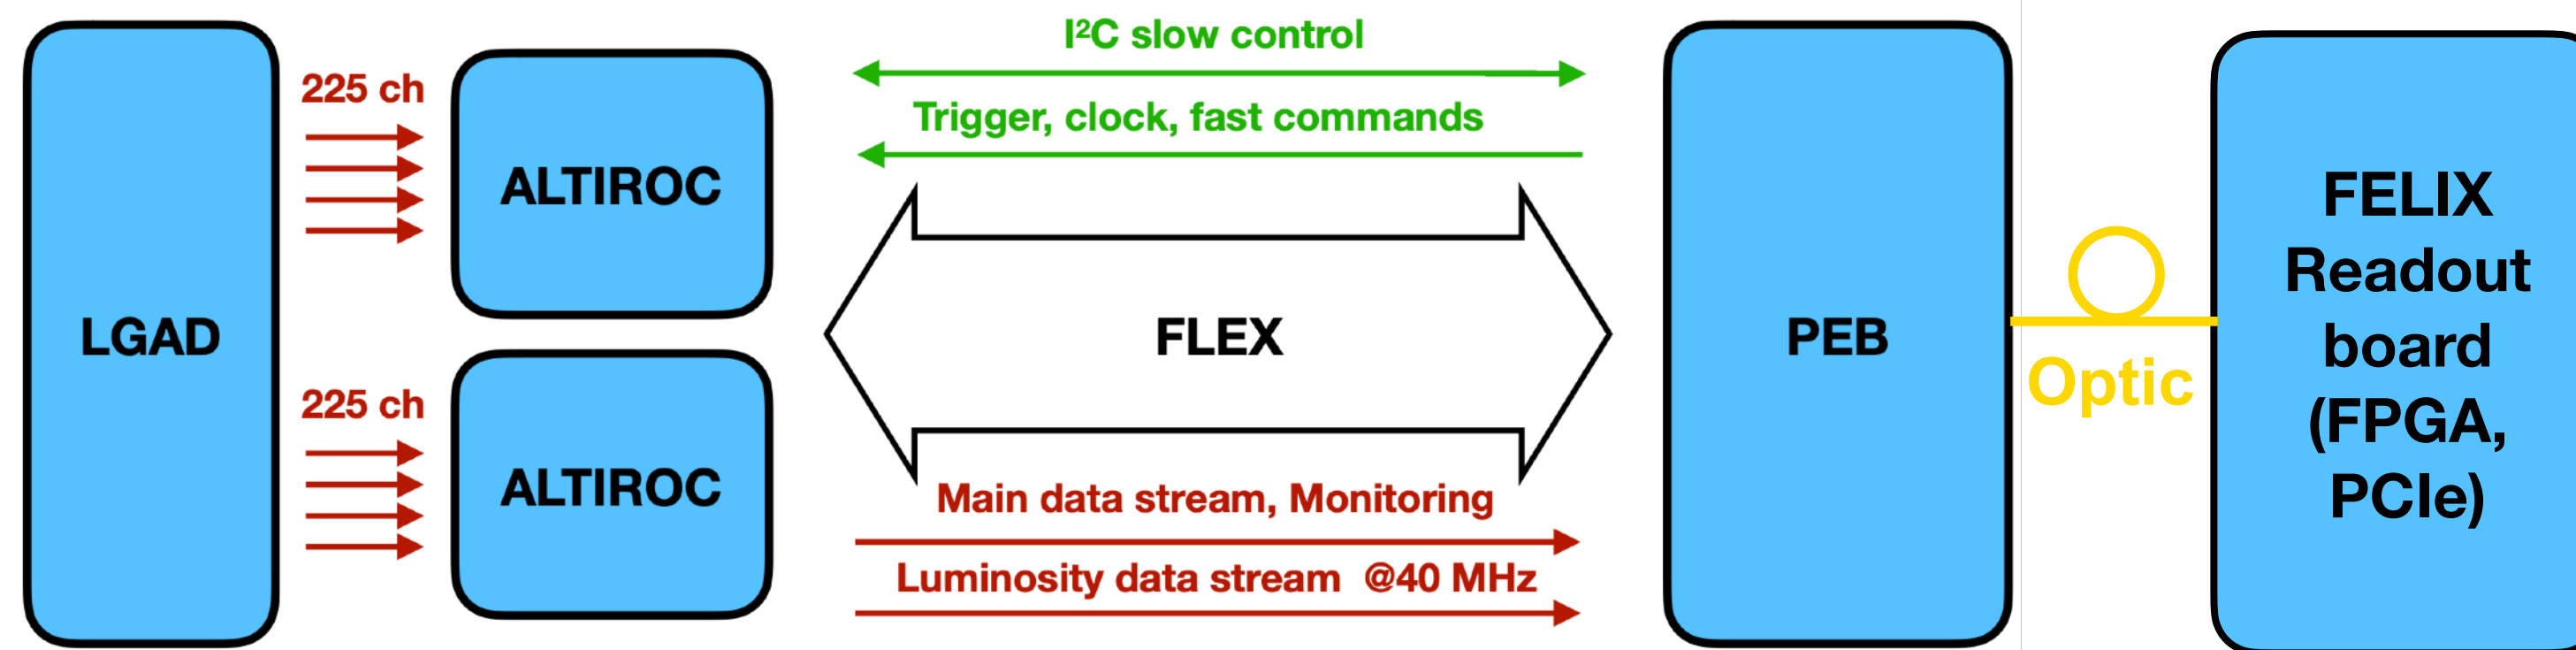 LGAD
225 ch
225 ch
ALTIROC
ALTIROC
I²C slow control
Trigger, clock, fast commands
FLEX
Main data stream, Monitoring
Luminosity data stream @40 MHz
PEB
Optic
FELIX
Readout
board
(FPGA,
PCIe)